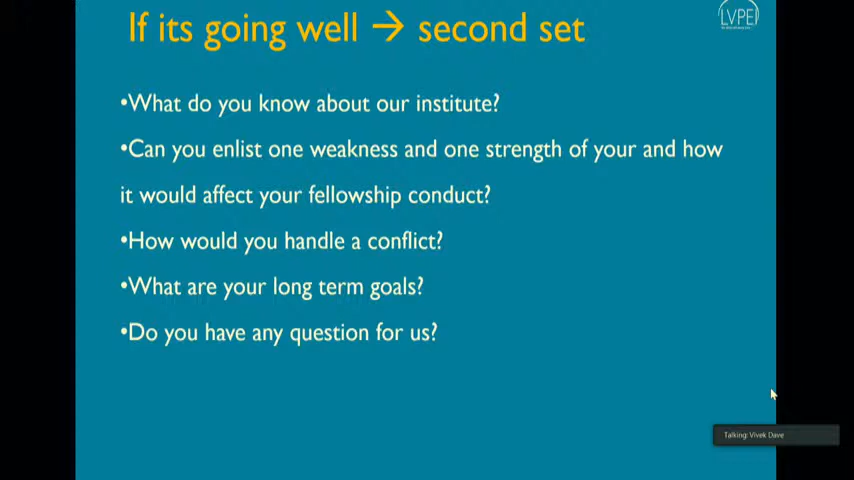 If its going well → second set
LVPEI
•What do you know about our institute?
•Can you enlist one weakness and one strength of your and how
it would affect your fellowship conduct?
•How would you handle a conflict?
•What are your long term goals?
•Do you have any question for us?
Talking: Vivek Dave